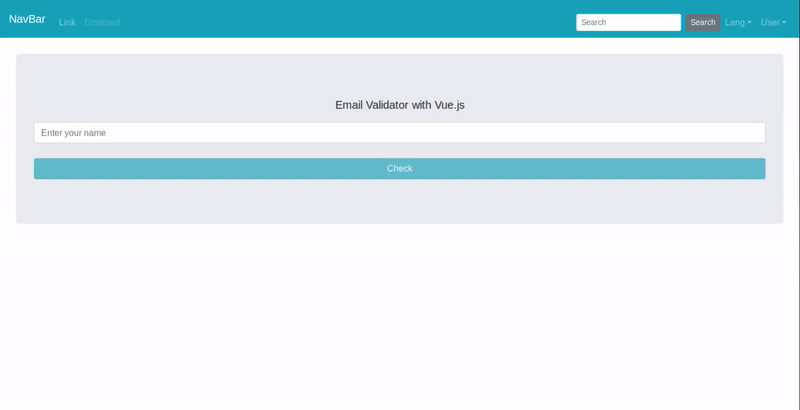 NavBar Link Disabled Search Search Lang User
Email Validator with Vue.js
Enter your name
Check